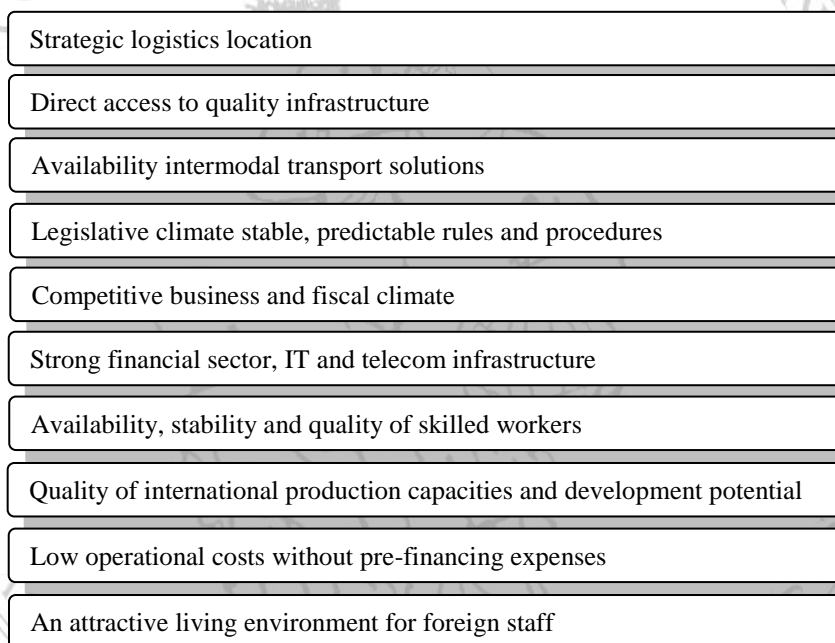 Strategic logistics location
Direct access to quality infrastructure
Availability intermodal transport solutions
Legislative climate stable, predictable rules and procedures
Competitive business and fiscal climate
Strong financial sector, IT and telecom infrastructure
Availability, stability and quality of skilled workers
Quality of international production capacities and development potential
Low operational costs without pre-financing expenses
An attractive living environment for foreign staff